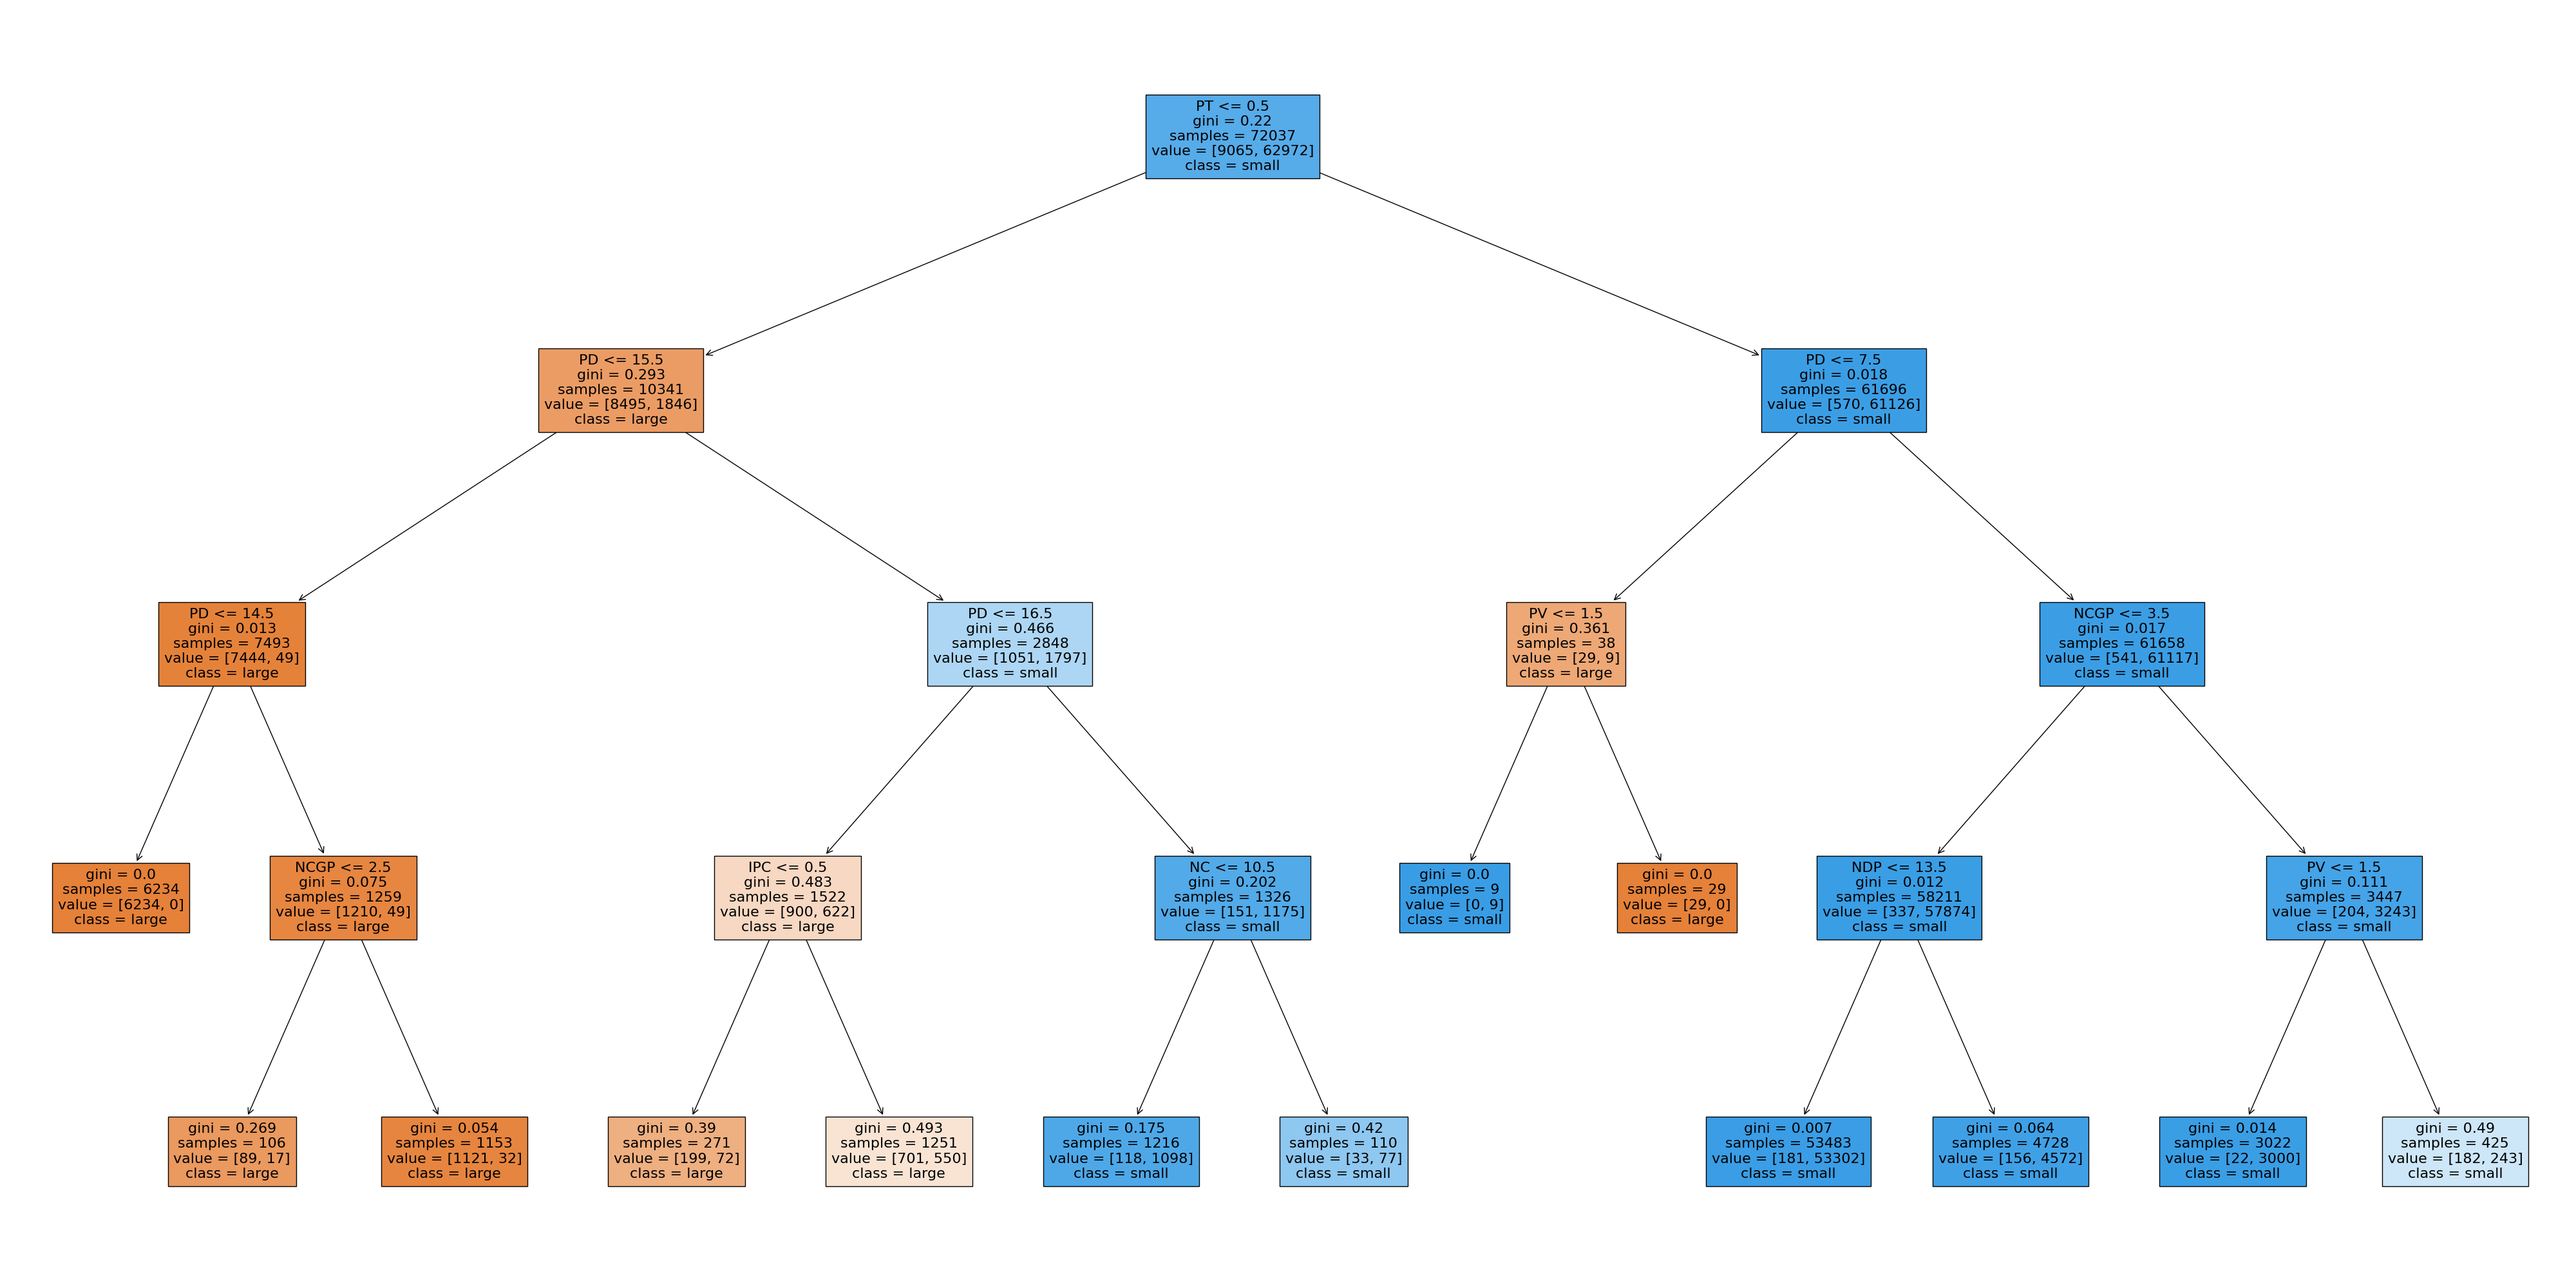 PT <= 0.5
gini = 0.22
samples = 72037
value = [9065, 62972]
class = small
PD <= 15.5
gini = 0.293
samples = 10341
value = [8495, 1846]
class = large
PD <= 7.5
gini = 0.018
samples = 61696
value = [570, 61126]
class = small
PD <= 14.5
gini = 0.013
samples = 7493
value = [7444, 49]
class = large
PD <= 16.5
gini = 0.466
samples = 2848
value = [1051, 1797]
class = small
PV <= 1.5
gini = 0.361
samples = 38
value = [29, 9]
class = large
NCGP <= 3.5
gini = 0.017
samples = 61658
value = [541, 61117]
class = small
gini = 0.0
samples = 6234
value = [6234, 0]
class = large
NCGP <= 2.5
gini = 0.075
samples = 1259
value = [1210, 49]
class = large
IPC <= 0.5
gini = 0.483
samples = 1522
value = [900, 622]
class = large
NC <= 10.5
gini = 0.202
samples = 1326
value = [151, 1175]
class = small
gini = 0.0
samples = 9
value = [0, 9]
class = small
gini = 0.0
samples = 29
value = [29, 0]
class = large
NDP <= 13.5
gini = 0.012
samples = 58211
value = [337, 57874]
class = small
PV <= 1.5
gini = 0.111
samples = 3447
value = [204, 3243]
class = small
gini = 0.269
samples = 106
value = [89, 17]
class = large
gini = 0.054
samples = 1153
value = [1121, 32]
class = large
gini = 0.39
samples = 271
value = [199, 72]
class = large
gini = 0.493
samples = 1251
value = [701, 550]
class = large
gini = 0.175
samples = 1216
value = [118, 1098]
class = small
gini = 0.42
samples = 110
value = [33, 77]
class = small
gini = 0.007
samples = 53483
value = [181, 53302]
class = small
gini = 0.064
samples = 4728
value = [156, 4572]
class = small
gini = 0.014
samples = 3022
value = [22, 3000]
class = small
gini = 0.49
samples = 425
value = [182, 243]
class = small